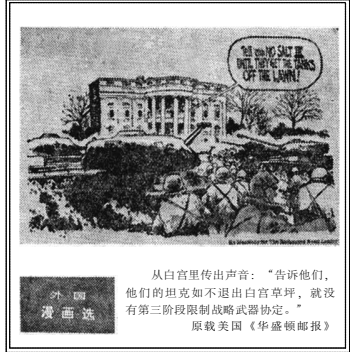 TELL THEM NO SALT III
UNTIL THEY GET THE TANKS
OFF THE LAWN!
外 国
漫 画 选
从白宫里传出声音：“告诉他们，
他们的坦克如不退出白宫草坪，就没
有第三阶段限制战略武器协定。”
原载美国《华盛顿邮报》